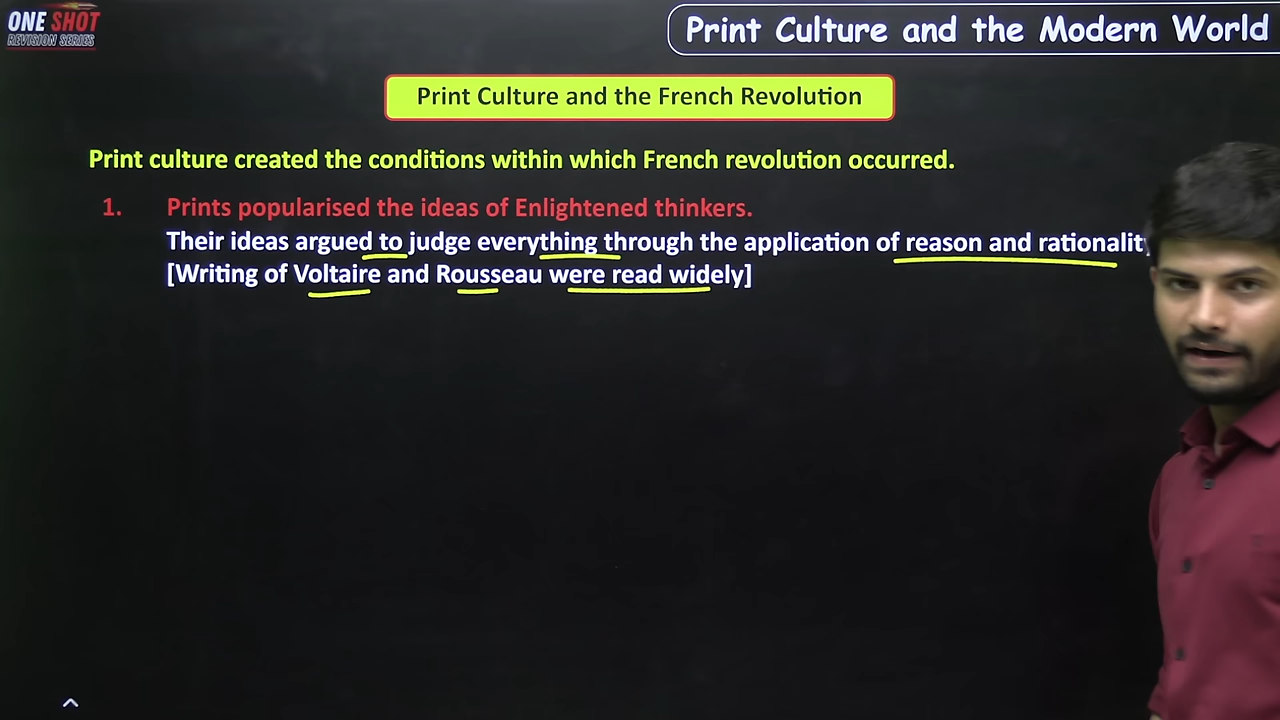 ONE SHOT
REVISION SERIES
Print Culture and the Modern World
Print Culture and the French Revolution
Print culture created the conditions within which French revolution occurred.
1. Prints popularised the ideas of Enlightened thinkers.
Their ideas argued to judge everything through the application of reason and rationality
[Writing of Voltaire and Rousseau were read widely]